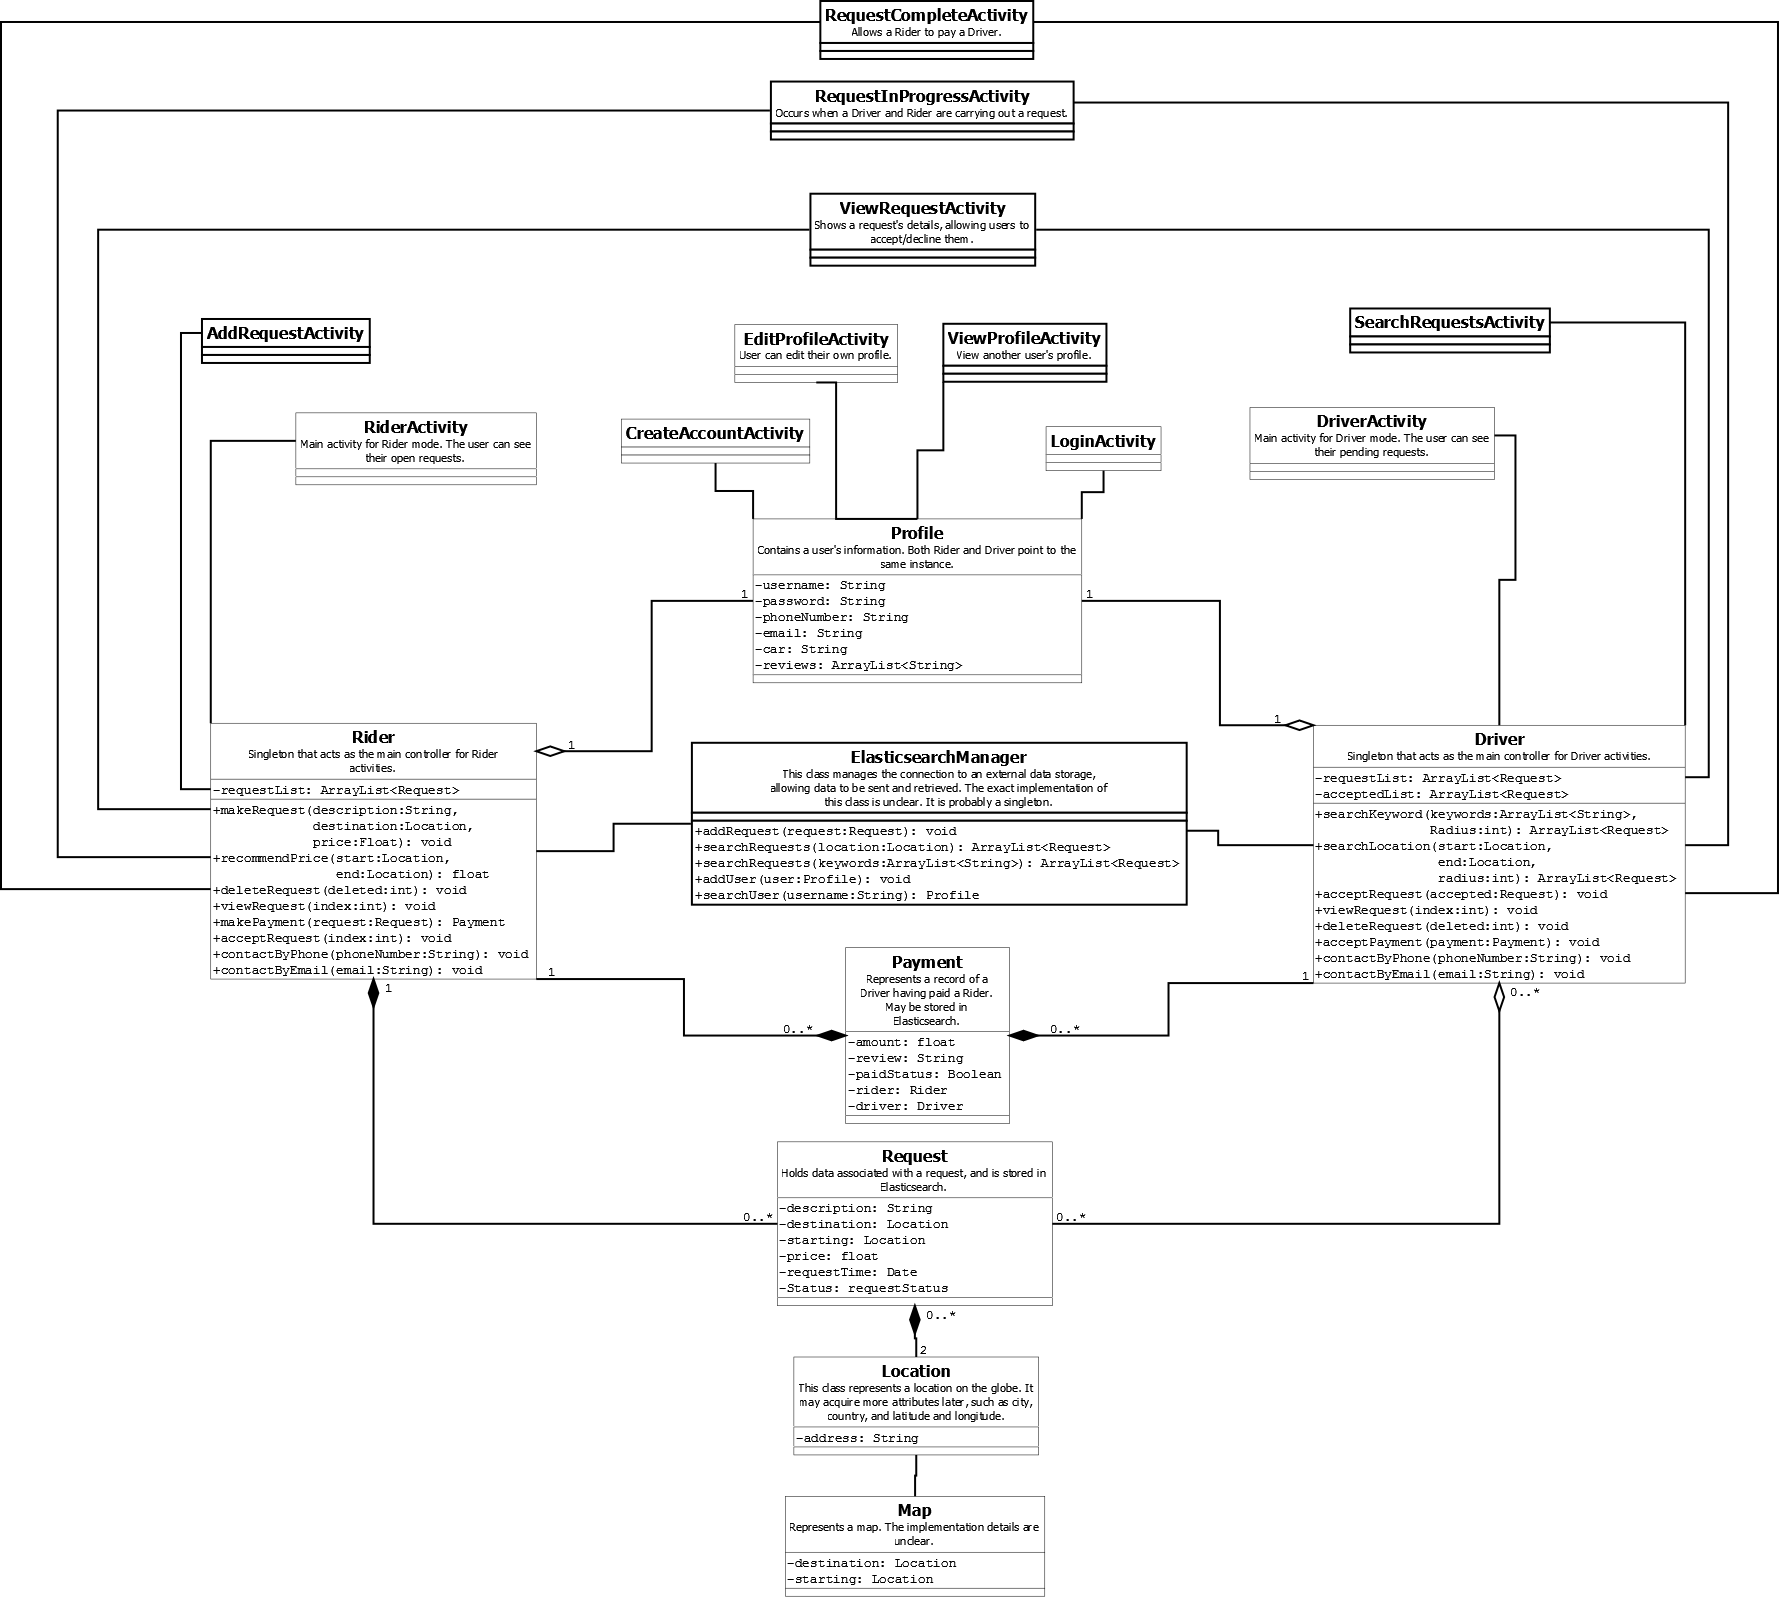 RequestCompleteActivity
Allows a Rider to pay a Driver.
RequestInProgressActivity
Occurs when a Driver and Rider are carrying out a request.
ViewRequestActivity
Shows a request's details, allowing users to
accept/decline them.
AddRequestActivity
EditProfileActivity
User can edit their own profile.
ViewProfileActivity
View another user's profile.
SearchRequestsActivity
RiderActivity
Main activity for Rider mode. The user can see
their open requests.
CreateAccountActivity
LoginActivity
DriverActivity
Main activity for Driver mode. The user can see
their pending requests.
Profile
Contains a user's information. Both Rider and Driver point to the
same instance.
-username: String
-password: String
-phoneNumber: String
-email: String
-car: String
-reviews: ArrayList<String>
1
1
1
1
Rider
Singleton that acts as the main controller for Rider
activities.
-requestList: ArrayList<Request>
+makeRequest(description:String,
destination:Location,
price:Float): void
+recommendPrice(start:Location,
end:Location): float
+deleteRequest(deleted:int): void
+viewRequest(index:int): void
+makePayment(request:Request): Payment
+acceptRequest(index:int): void
+contactByPhone(phoneNumber:String): void
+contactByEmail(email:String): void
ElasticsearchManager
This class manages the connection to an external data storage,
allowing data to be sent and retrieved. The exact implementation of
this class is unclear. It is probably a singleton.
+addRequest(request:Request): void
+searchRequests(location:Location): ArrayList<Request>
+searchRequests(keywords:ArrayList<String>): ArrayList<Request>
+addUser(user:Profile): void
+searchUser(username:String): Profile
Driver
Singleton that acts as the main controller for Driver activities.
-requestList: ArrayList<Request>
-acceptedList: ArrayList<Request>
+searchKeyword(keywords:ArrayList<String>,
Radius:int): ArrayList<Request>
+searchLocation(start:Location,
end:Location,
radius:int): ArrayList<Request>
+acceptRequest(accepted:Request): void
+viewRequest(index:int): void
+deleteRequest(deleted:int): void
+acceptPayment(payment:Payment): void
+contactByPhone(phoneNumber:String): void
+contactByEmail(email:String): void
1
1
1
0..*
Payment
Represents a record of a
Driver having paid a Rider.
May be stored in
Elasticsearch.
-amount: float
-review: String
-paidStatus: Boolean
-rider: Rider
-driver: Driver
0..*
0..*
Request
Holds data associated with a request, and is stored in
Elasticsearch.
-description: String
-destination: Location
-starting: Location
-price: float
-requestTime: Date
-Status: requestStatus
0..*
0..*
0..*
2
Location
This class represents a location on the globe. It
may acquire more attributes later, such as city,
country, and latitude and longitude.
-address: String
Map
Represents a map. The implementation details are
unclear.
-destination: Location
-starting: Location